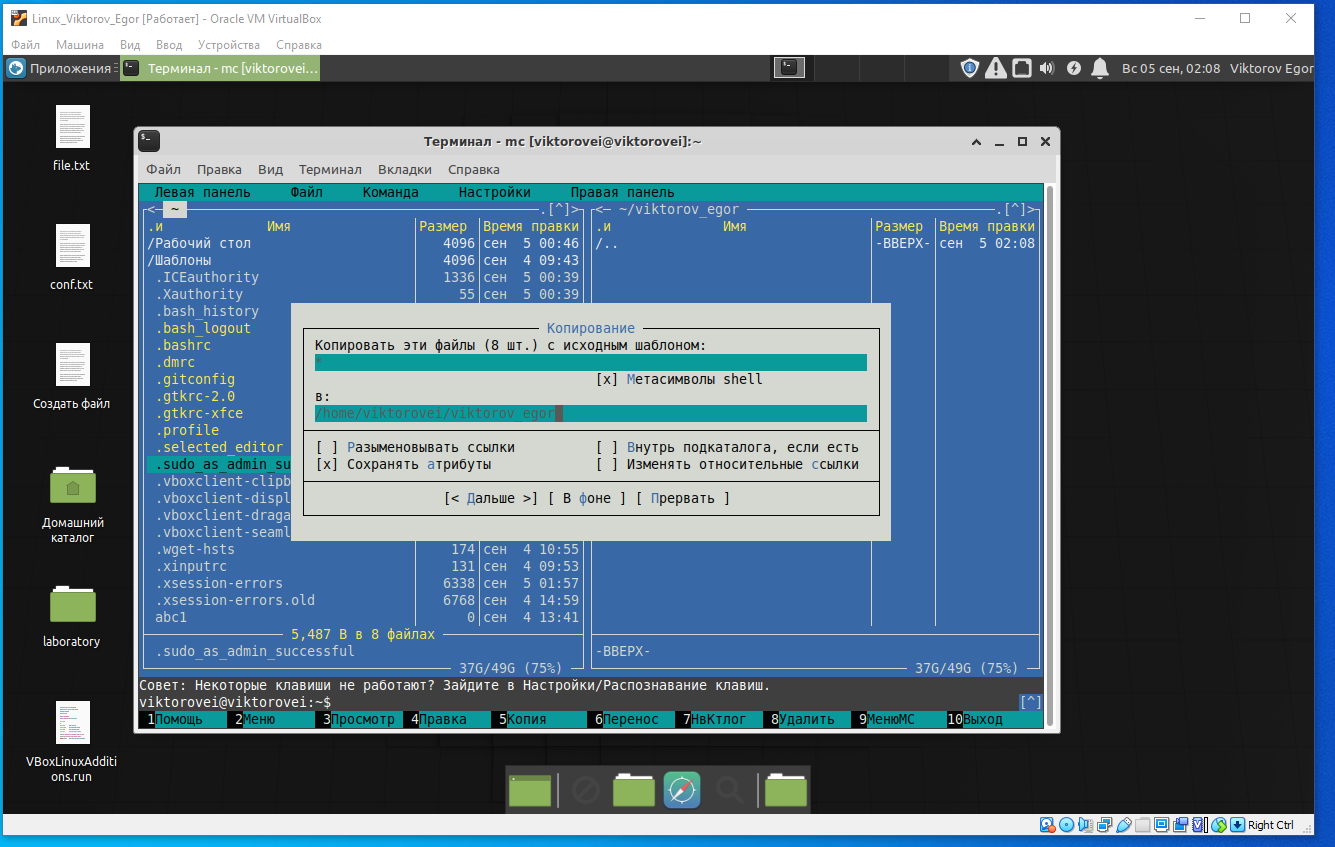 Linux_Viktorov_Egor [Работает] - Oracle VM VirtualBox
Файл Машина Вид Ввод Устройства Справка
Приложения Терминал - mc [viktorovei... Вс 05 сен, 02:08 Viktorov Egor
file.txt
conf.txt
Создать файл
Домашний
каталог
laboratory
VBoxLinuxAdditi
ons.run
Терминал - mc [viktorovei@viktorovei]:~
Файл Правка Вид Терминал Вкладки Справка
Левая панель Файл Команда Настройки Правая панель
<─ ~ .[^]> <─ ~/viktorov_egor .[^]>
.и Имя Размер Время правки .и Имя Размер Время правки
/Рабочий стол 4096 сен 5 00:46 /.. -ВВЕРХ- сен 5 02:08
/Шаблоны 4096 сен 4 09:43
.ICEauthority 1336 сен 5 00:39
.Xauthority 55 сен 5 00:39
.bash_history
.bash_logout
.bashrc
.dmrc
.gitconfig
.gtkrc-2.0
.gtkrc-xfce
.profile
.selected_editor
.sudo_as_admin_su
.vboxclient-clipb
.vboxclient-displ
.vboxclient-draga
.vboxclient-seaml
.wget-hsts 174 сен 4 10:55
.xinputrc 131 сен 4 09:53
.xsession-errors 6338 сен 5 01:57
.xsession-errors.old 6768 сен 4 14:59
abc1 0 сен 4 13:41
5,487 B в 8 файлах
.sudo_as_admin_successful -ВВЕРХ-
37G/49G (75%) 37G/49G (75%)
Копирование
Копировать эти файлы (8 шт.) с исходным шаблоном:
*
[x] Метасимволы shell
в:
/home/viktorovei/viktorov_egor
[ ] Разыменовывать ссылки [ ] Внутрь подкаталога, если есть
[x] Сохранять атрибуты [ ] Изменять относительные ссылки
[< Дальше >] [ В фоне ] [ Прервать ]
Совет: Некоторые клавиши не работают? Зайдите в Настройки/Распознавание клавиш.
viktorovei@viktorovei:~$ [^]
1Помощь 2Меню 3Просмотр 4Правка 5Копия 6Перенос 7НвКтлог 8Удалить 9МенюMC 10Выход
Right Ctrl